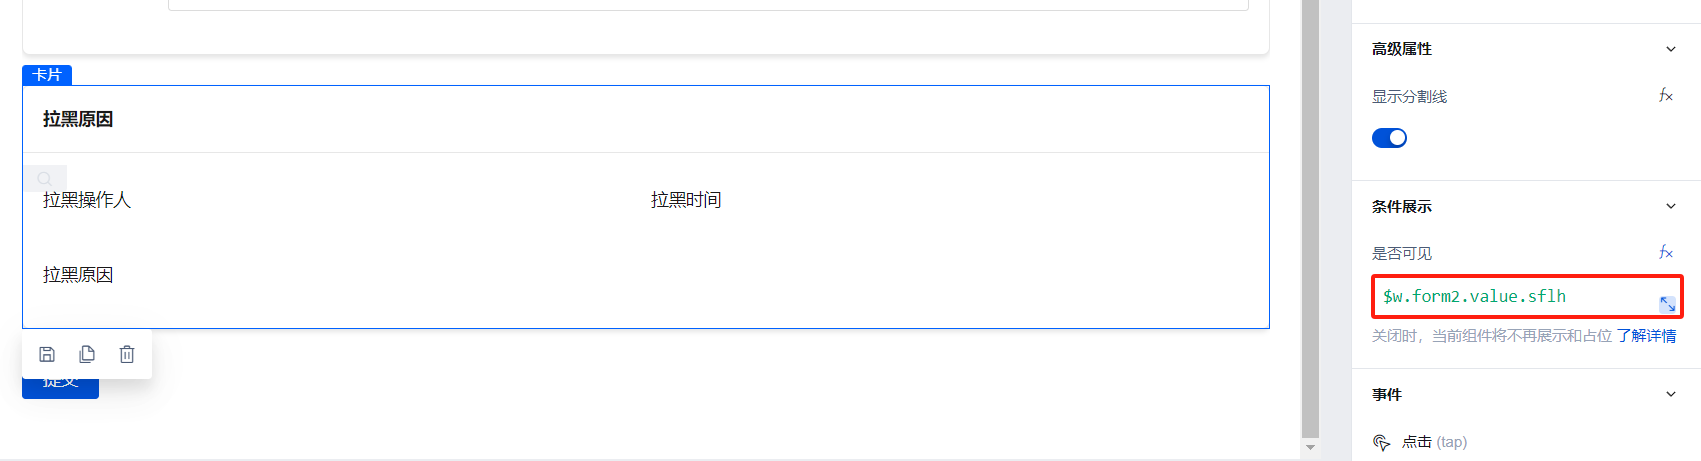 卡片
拉黑原因
拉黑操作人
拉黑时间
拉黑原因
提交
高级属性
显示分割线
fx
条件展示
是否可见
fx
$w.form2.value.sflh
关闭时，当前组件将不再展示和占位 了解详情
事件
点击 (tap)